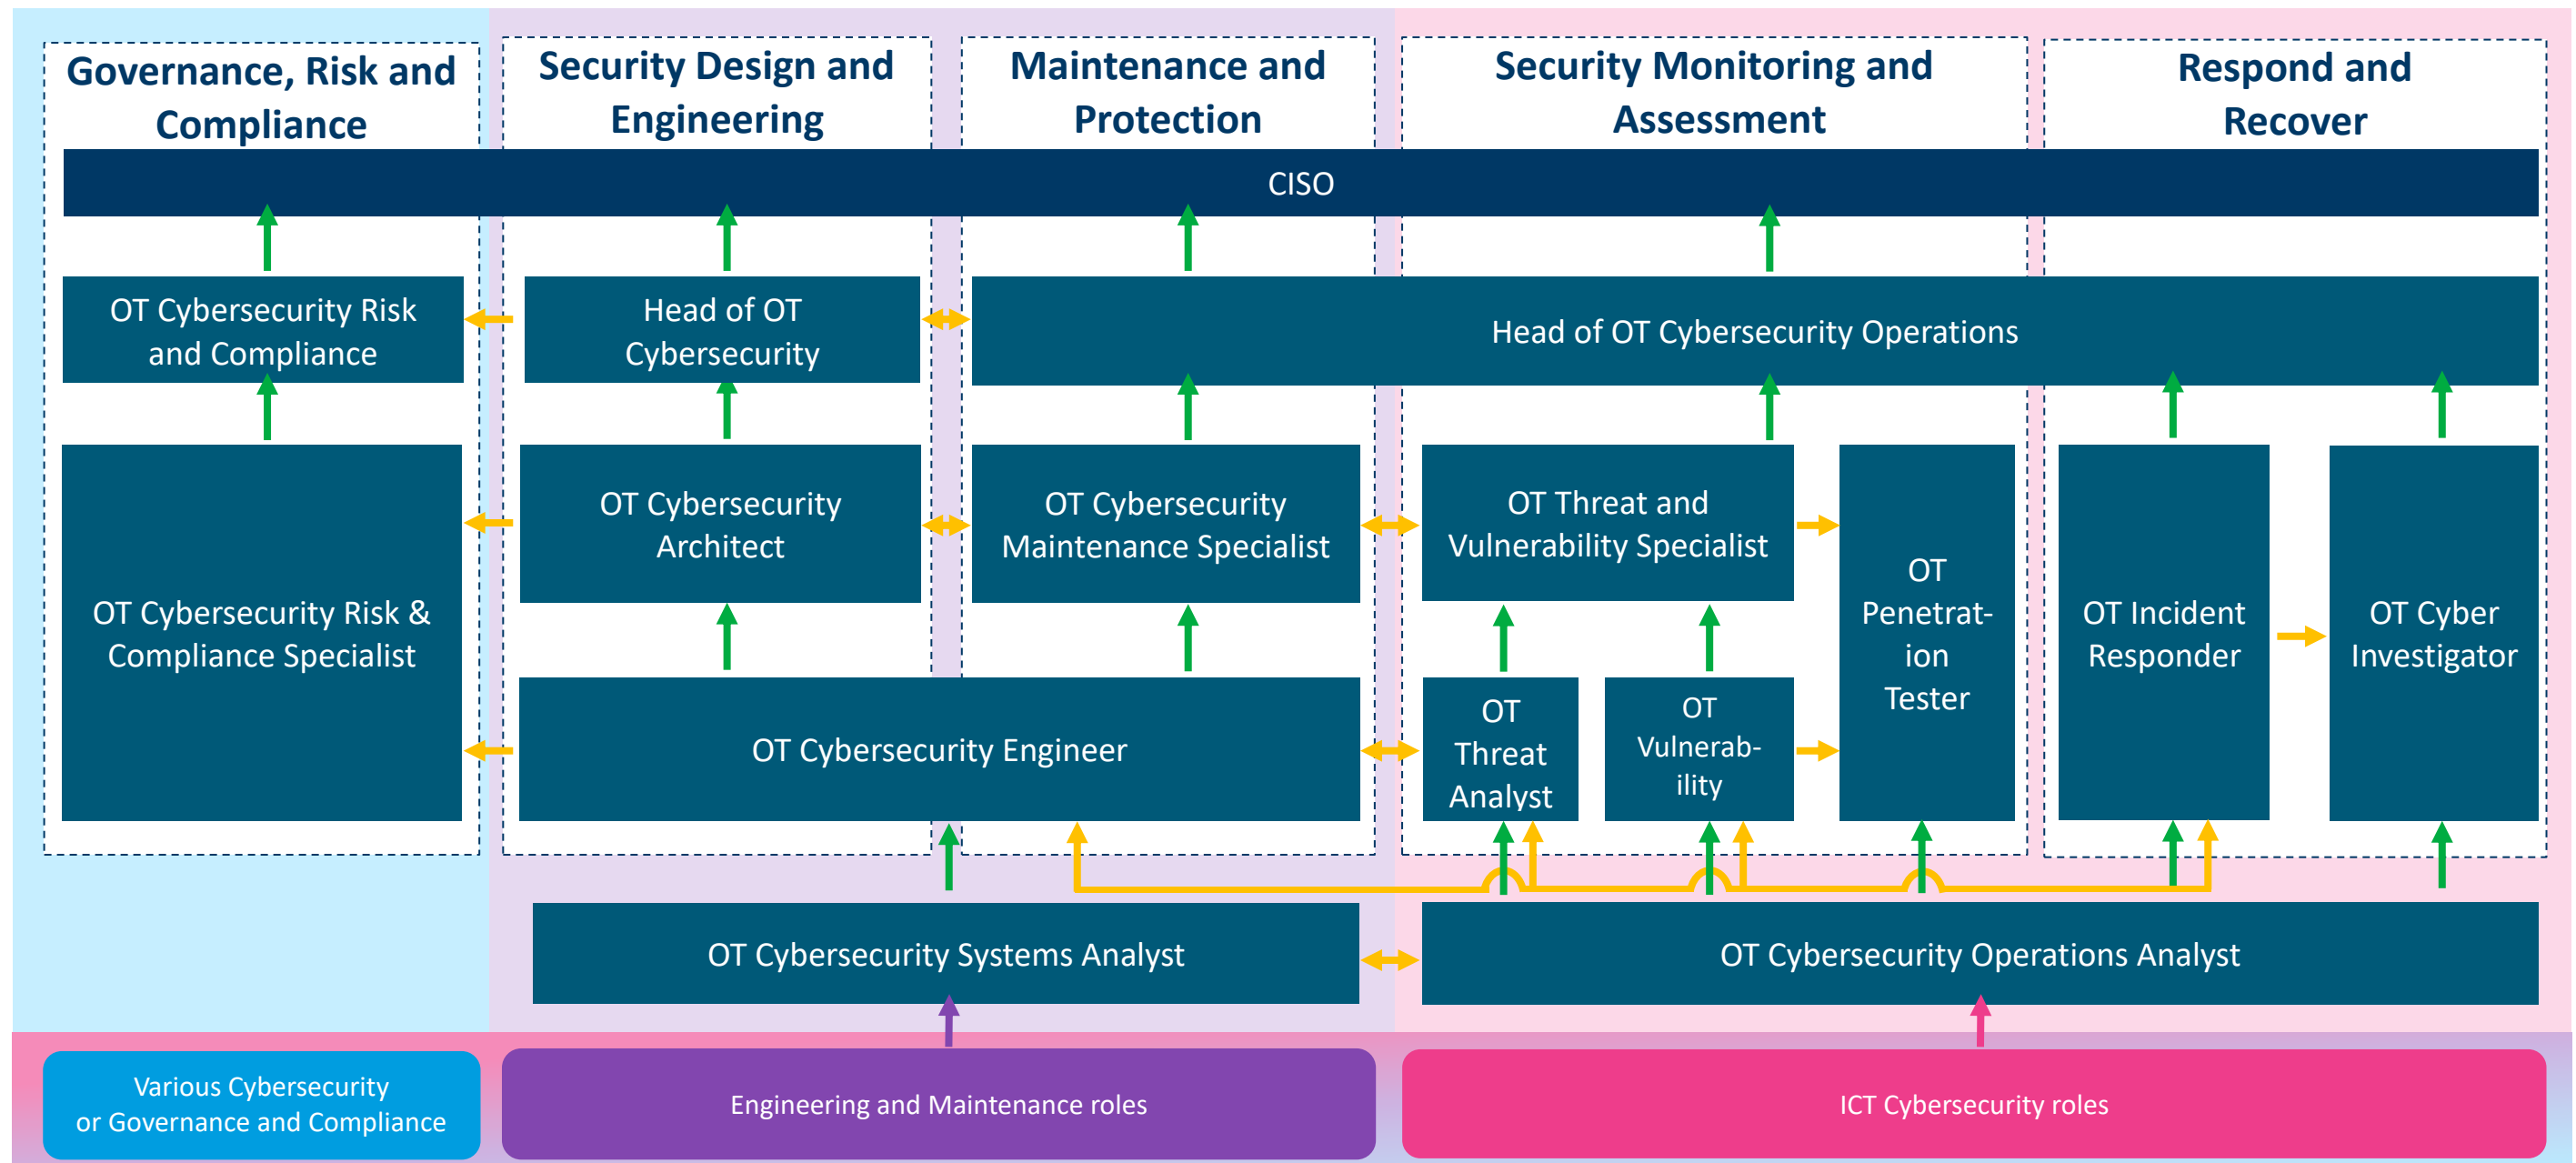 Governance, Risk and
Compliance
Security Design and
Engineering
Maintenance and
Protection
Security Monitoring and
Assessment
Respond and
Recover
CISO
OT Cybersecurity Risk
and Compliance
Head of OT
Cybersecurity
Head of OT Cybersecurity Operations
OT Cybersecurity Risk &
Compliance Specialist
OT Cybersecurity
Architect
OT Cybersecurity
Maintenance Specialist
OT Threat and
Vulnerability Specialist
OT
Penetrat-
ion
Tester
OT Incident
Responder
OT Cyber
Investigator
OT Cybersecurity Engineer
OT
Threat
Analyst
OT
Vulnerab-
ility
OT Cybersecurity Systems Analyst
OT Cybersecurity Operations Analyst
Various Cybersecurity
or Governance and Compliance
Engineering and Maintenance roles
ICT Cybersecurity roles